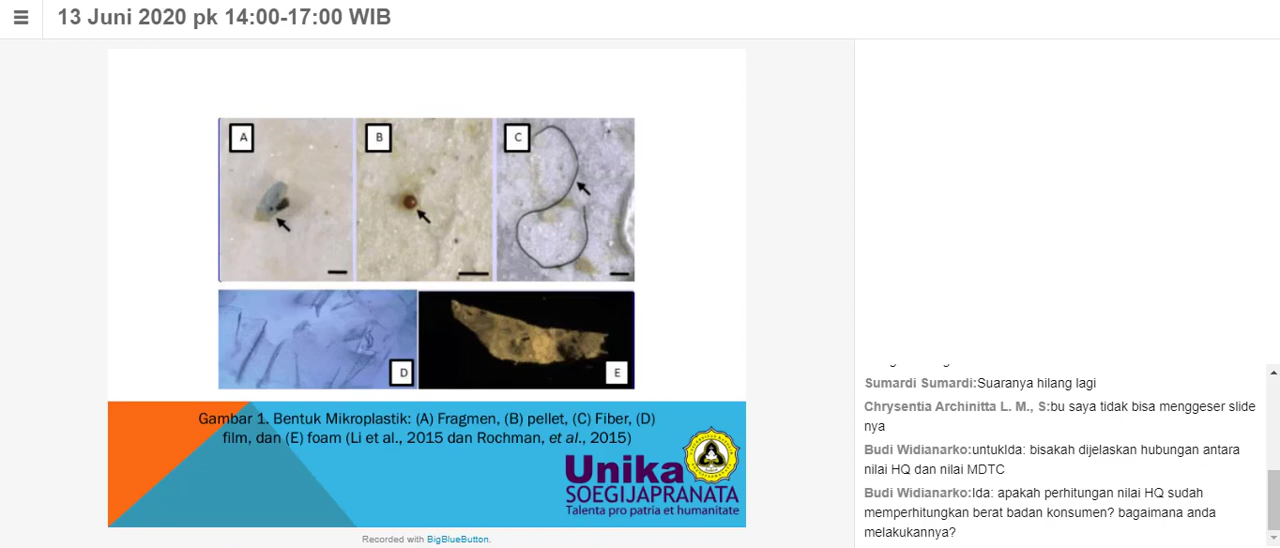 13 Juni 2020 pk 14:00-17:00 WIB
A
B
C
D
E
Gambar 1. Bentuk Mikroplastik: (A) Fragmen, (B) pellet, (C) Fiber, (D)
film, dan (E) foam (Li et al., 2015 dan Rochman, et al., 2015)
Unika
SOEGIJAPRANATA
Talenta pro patria et humanitate
Recorded with BigBlueButton.
Sumardi Sumardi:Suaranya hilang lagi
Chrysentia Archinitta L. M., S:bu saya tidak bisa menggeser slide
nya
Budi Widianarko:untukIda: bisakah dijelaskan hubungan antara
nilai HQ dan nilai MDTC
Budi Widianarko:Ida: apakah perhitungan nilai HQ sudah
memperhitungkan berat badan konsumen? bagaimana anda
melakukannya?